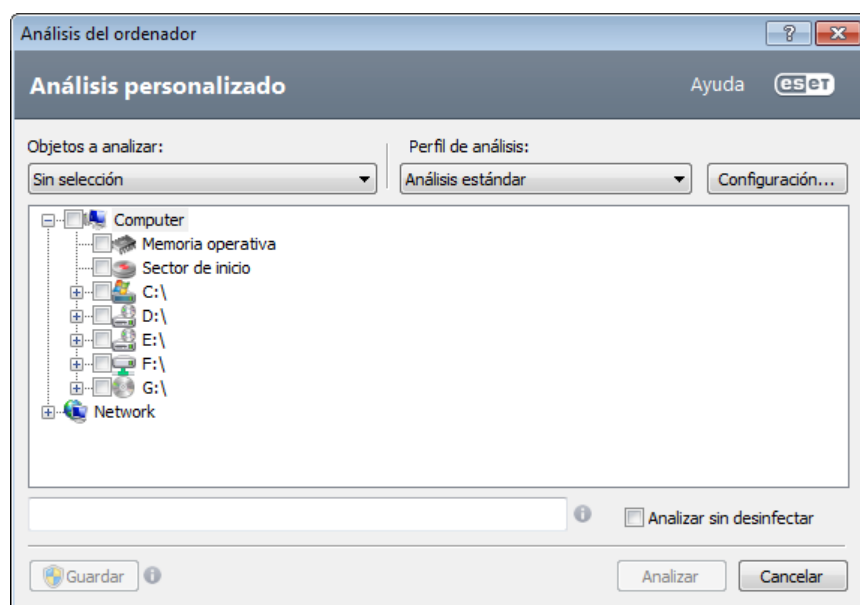 Análisis del ordenador
?
Análisis personalizado
Ayuda
eset
Objetos a analizar:
Perfil de análisis:
Sin selección
Análisis estándar
Configuración...
Computer
Memoria operativa
Sector de inicio
C:\
D:\
E:\
F:\
G:\
Network
Analizar sin desinfectar
Guardar
Analizar
Cancelar